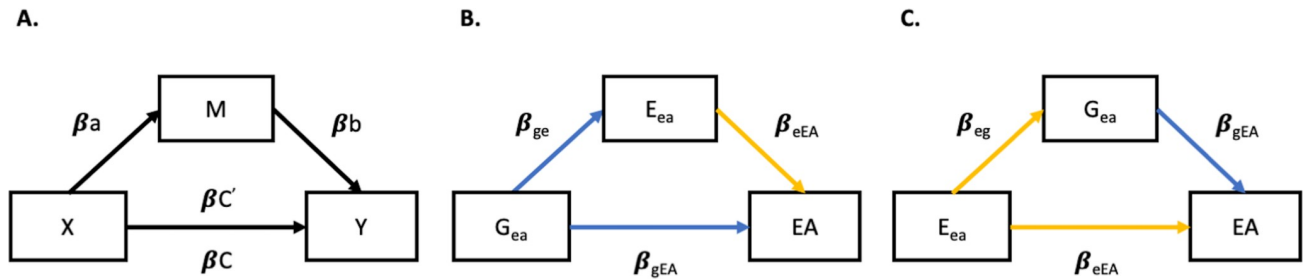 A.
M
βa
βb
X
βC′
Y
βC
B.
Eea
βge
βeEA
Gea
EA
βgEA
C.
Gea
βeg
βgEA
Eea
EA
βeEA